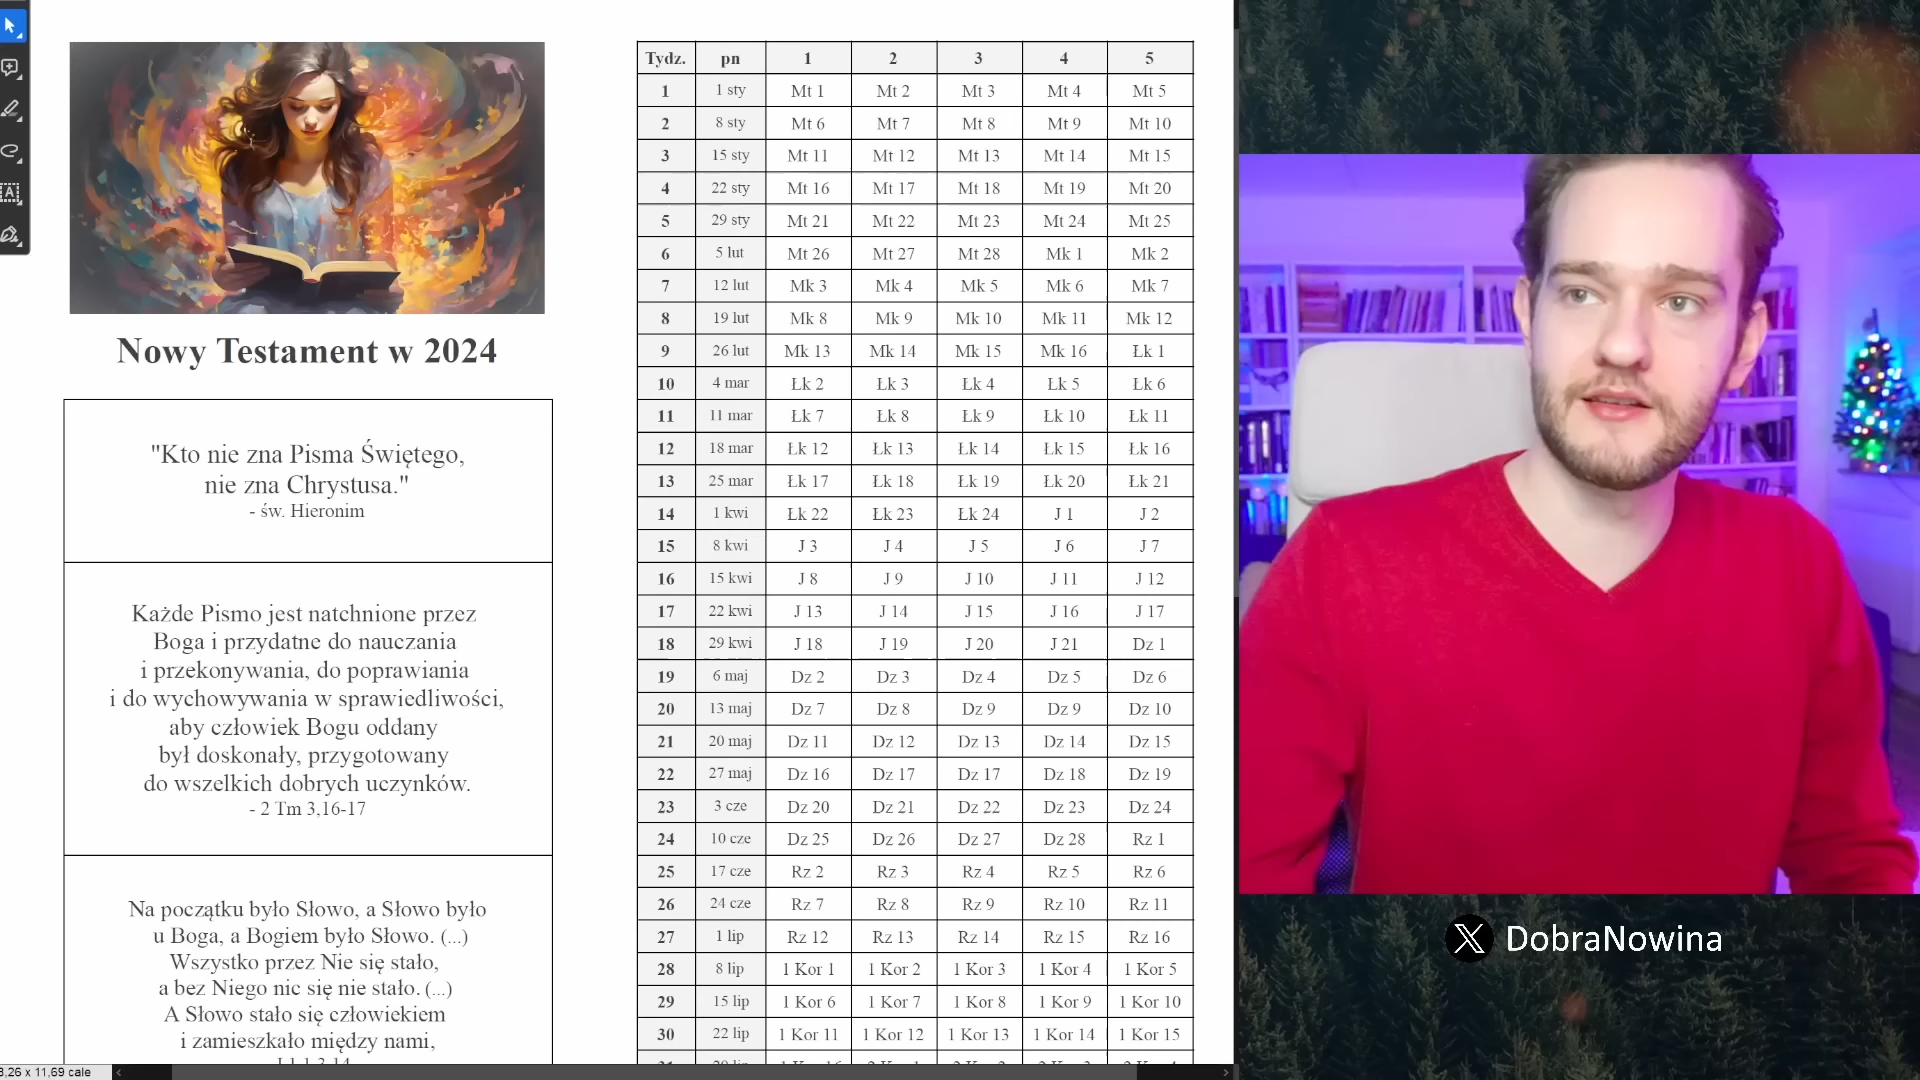 Nowy Testament w 2024
"Kto nie zna Pisma Świętego,
nie zna Chrystusa."
- św. Hieronim
Każde Pismo jest natchnione przez
Boga i przydatne do nauczania
i przekonywania, do poprawiania
i do wychowywania w sprawiedliwości,
aby człowiek Bogu oddany
był doskonały, przygotowany
do wszelkich dobrych uczynków.
- 2 Tm 3,16-17
Na początku było Słowo, a Słowo było
u Boga, a Bogiem było Słowo. (...)
Wszystko przez Nie się stało,
a bez Niego nic się nie stało. (...)
A Słowo stało się człowiekiem
i zamieszkało między nami,
Tydz. pn 1 2 3 4 5
1 1 sty Mt 1 Mt 2 Mt 3 Mt 4 Mt 5
2 8 sty Mt 6 Mt 7 Mt 8 Mt 9 Mt 10
3 15 sty Mt 11 Mt 12 Mt 13 Mt 14 Mt 15
4 22 sty Mt 16 Mt 17 Mt 18 Mt 19 Mt 20
5 29 sty Mt 21 Mt 22 Mt 23 Mt 24 Mt 25
6 5 lut Mt 26 Mt 27 Mt 28 Mk 1 Mk 2
7 12 lut Mk 3 Mk 4 Mk 5 Mk 6 Mk 7
8 19 lut Mk 8 Mk 9 Mk 10 Mk 11 Mk 12
9 26 lut Mk 13 Mk 14 Mk 15 Mk 16 Łk 1
10 4 mar Łk 2 Łk 3 Łk 4 Łk 5 Łk 6
11 11 mar Łk 7 Łk 8 Łk 9 Łk 10 Łk 11
12 18 mar Łk 12 Łk 13 Łk 14 Łk 15 Łk 16
13 25 mar Łk 17 Łk 18 Łk 19 Łk 20 Łk 21
14 1 kwi Łk 22 Łk 23 Łk 24 J 1 J 2
15 8 kwi J 3 J 4 J 5 J 6 J 7
16 15 kwi J 8 J 9 J 10 J 11 J 12
17 22 kwi J 13 J 14 J 15 J 16 J 17
18 29 kwi J 18 J 19 J 20 J 21 Dz 1
19 6 maj Dz 2 Dz 3 Dz 4 Dz 5 Dz 6
20 13 maj Dz 7 Dz 8 Dz 9 Dz 9 Dz 10
21 20 maj Dz 11 Dz 12 Dz 13 Dz 14 Dz 15
22 27 maj Dz 16 Dz 17 Dz 17 Dz 18 Dz 19
23 3 cze Dz 20 Dz 21 Dz 22 Dz 23 Dz 24
24 10 cze Dz 25 Dz 26 Dz 27 Dz 28 Rz 1
25 17 cze Rz 2 Rz 3 Rz 4 Rz 5 Rz 6
26 24 cze Rz 7 Rz 8 Rz 9 Rz 10 Rz 11
27 1 lip Rz 12 Rz 13 Rz 14 Rz 15 Rz 16
28 8 lip 1 Kor 1 1 Kor 2 1 Kor 3 1 Kor 4 1 Kor 5
29 15 lip 1 Kor 6 1 Kor 7 1 Kor 8 1 Kor 9 1 Kor 10
30 22 lip 1 Kor 11 1 Kor 12 1 Kor 13 1 Kor 14 1 Kor 15
8,26 x 11,69 cale
DobraNowina